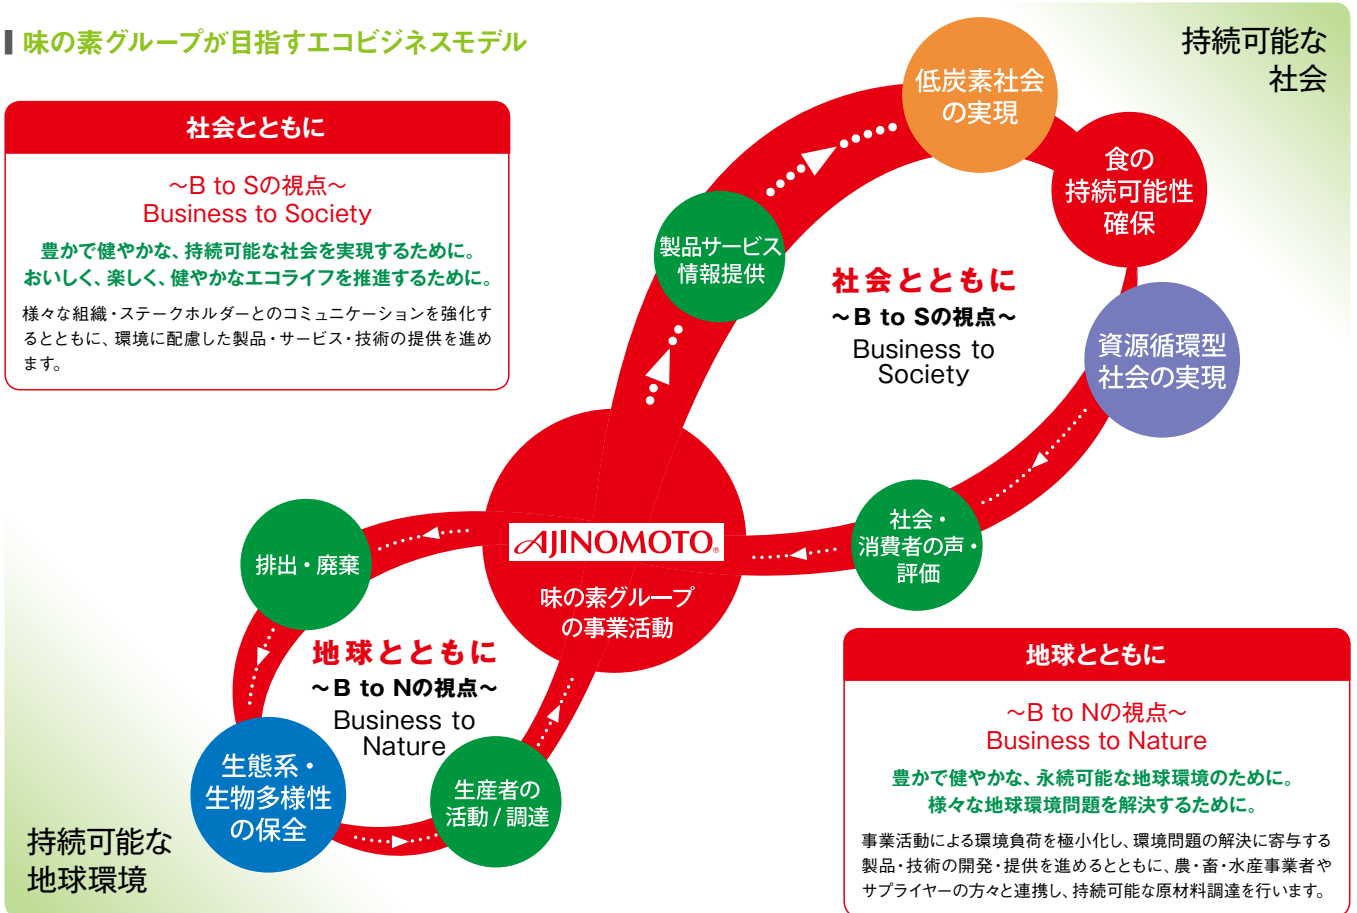 味の素グループが目指すエコビジネスモデル
持続可能な
社会
社会とともに
~B to Sの視点~
Business to Society
豊かで健やかな、持続可能な社会を実現するために。
おいしく、楽しく、健やかなエコライフを推進するために。
様々な組織・ステークホルダーとのコミュニケーションを強化す
るとともに、環境に配慮した製品・サービス・技術の提供を進め
ます。
低炭素社会
の実現
食の
持続可能性
確保
製品サービス
情報提供
社会とともに
~B to Sの視点~
Business to
Society
資源循環型
社会の実現
社会・
消費者の声・
評価
AJINOMOTO®
味の素グループ
の事業活動
排出・廃棄
地球とともに
~B to Nの視点~
Business to
Nature
生態系・
生物多様性
の保全
生産者の
活動 / 調達
持続可能な
地球環境
地球とともに
~B to Nの視点~
Business to Nature
豊かで健やかな、永続可能な地球環境のために。
様々な地球環境問題を解決するために。
事業活動による環境負荷を極小化し、環境問題の解決に寄与する
製品・技術の開発・提供を進めるとともに、農・畜・水産事業者や
サプライヤーの方々と連携し、持続可能な原材料調達を行います。